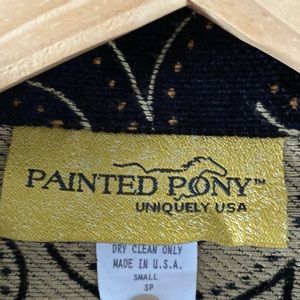 PAINTED PONY™
UNIQUELY USA
DRY CLEAN ONLY
MADE IN U.S.A.
SMALL
SP